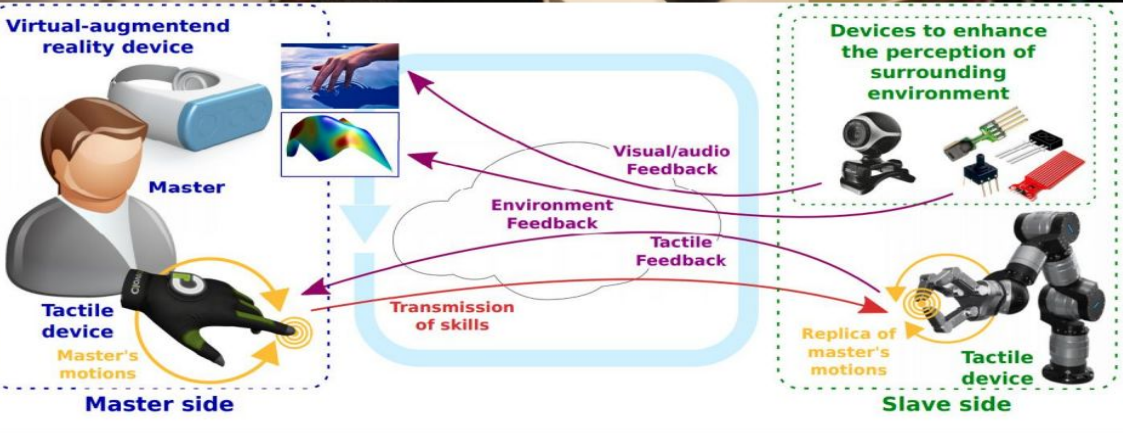 Virtual-augmentend
reality device
Master
Tactile
device
Master's
motions
Master side
Visual/audio
Feedback
Environment
Feedback
Tactile
Feedback
Transmission
of skills
Devices to enhance
the perception of
surrounding
environment
Replica of
master's
motions
Tactile
device
Slave side